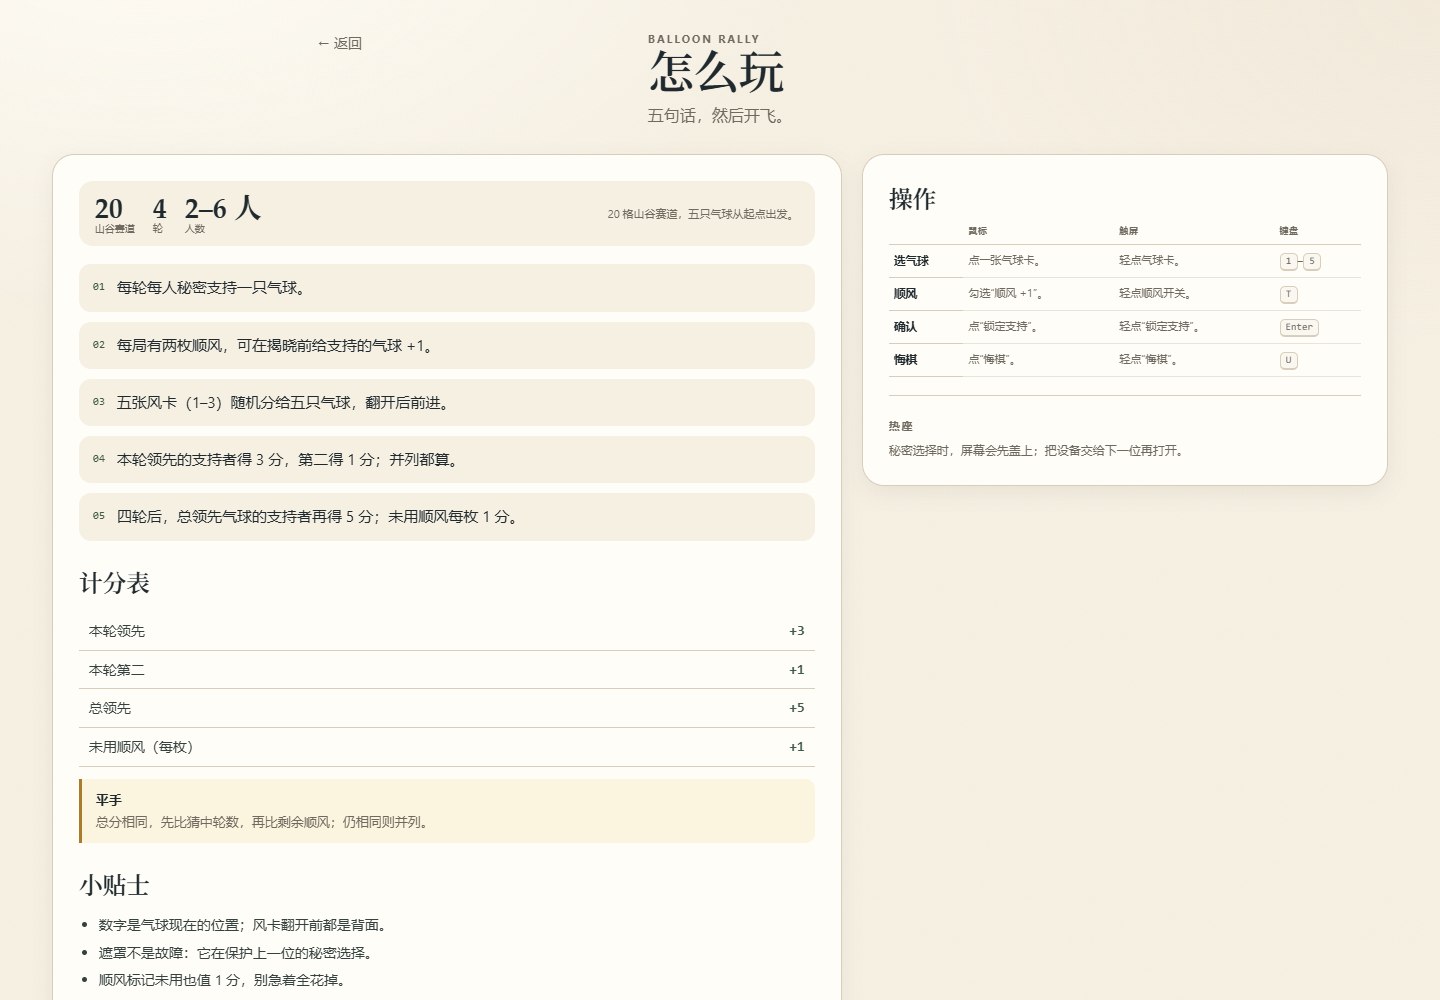 ← 返回
BALLOON RALLY
怎么玩
五句话，然后开飞。
20 4 2–6 人
山谷赛道 轮 人数
20 格山谷赛道，五只气球从起点出发。
01 每轮每人秘密支持一只气球。
02 每局有两枚顺风，可在揭晓前给支持的气球 +1。
03 五张风卡（1–3）随机分给五只气球，翻开后前进。
04 本轮领先的支持者得 3 分，第二得 1 分；并列都算。
05 四轮后，总领先气球的支持者再得 5 分；未用顺风每枚 1 分。
计分表
本轮领先 +3
本轮第二 +1
总领先 +5
未用顺风（每枚） +1
平手
总分相同，先比猜中轮数，再比剩余顺风；仍相同则并列。
小贴士
• 数字是气球现在的位置；风卡翻开前都是背面。
• 遮罩不是故障：它在保护上一位的秘密选择。
• 顺风标记未用也值 1 分，别急着全花掉。
操作
鼠标 触屏 键盘
选气球 点一张气球卡。 轻点气球卡。 1–5
顺风 勾选“顺风 +1”。 轻点顺风开关。 T
确认 点“锁定支持”。 轻点“锁定支持”。 Enter
悔棋 点“悔棋”。 轻点“悔棋”。 U
热座
秘密选择时，屏幕会先盖上；把设备交给下一位再打开。